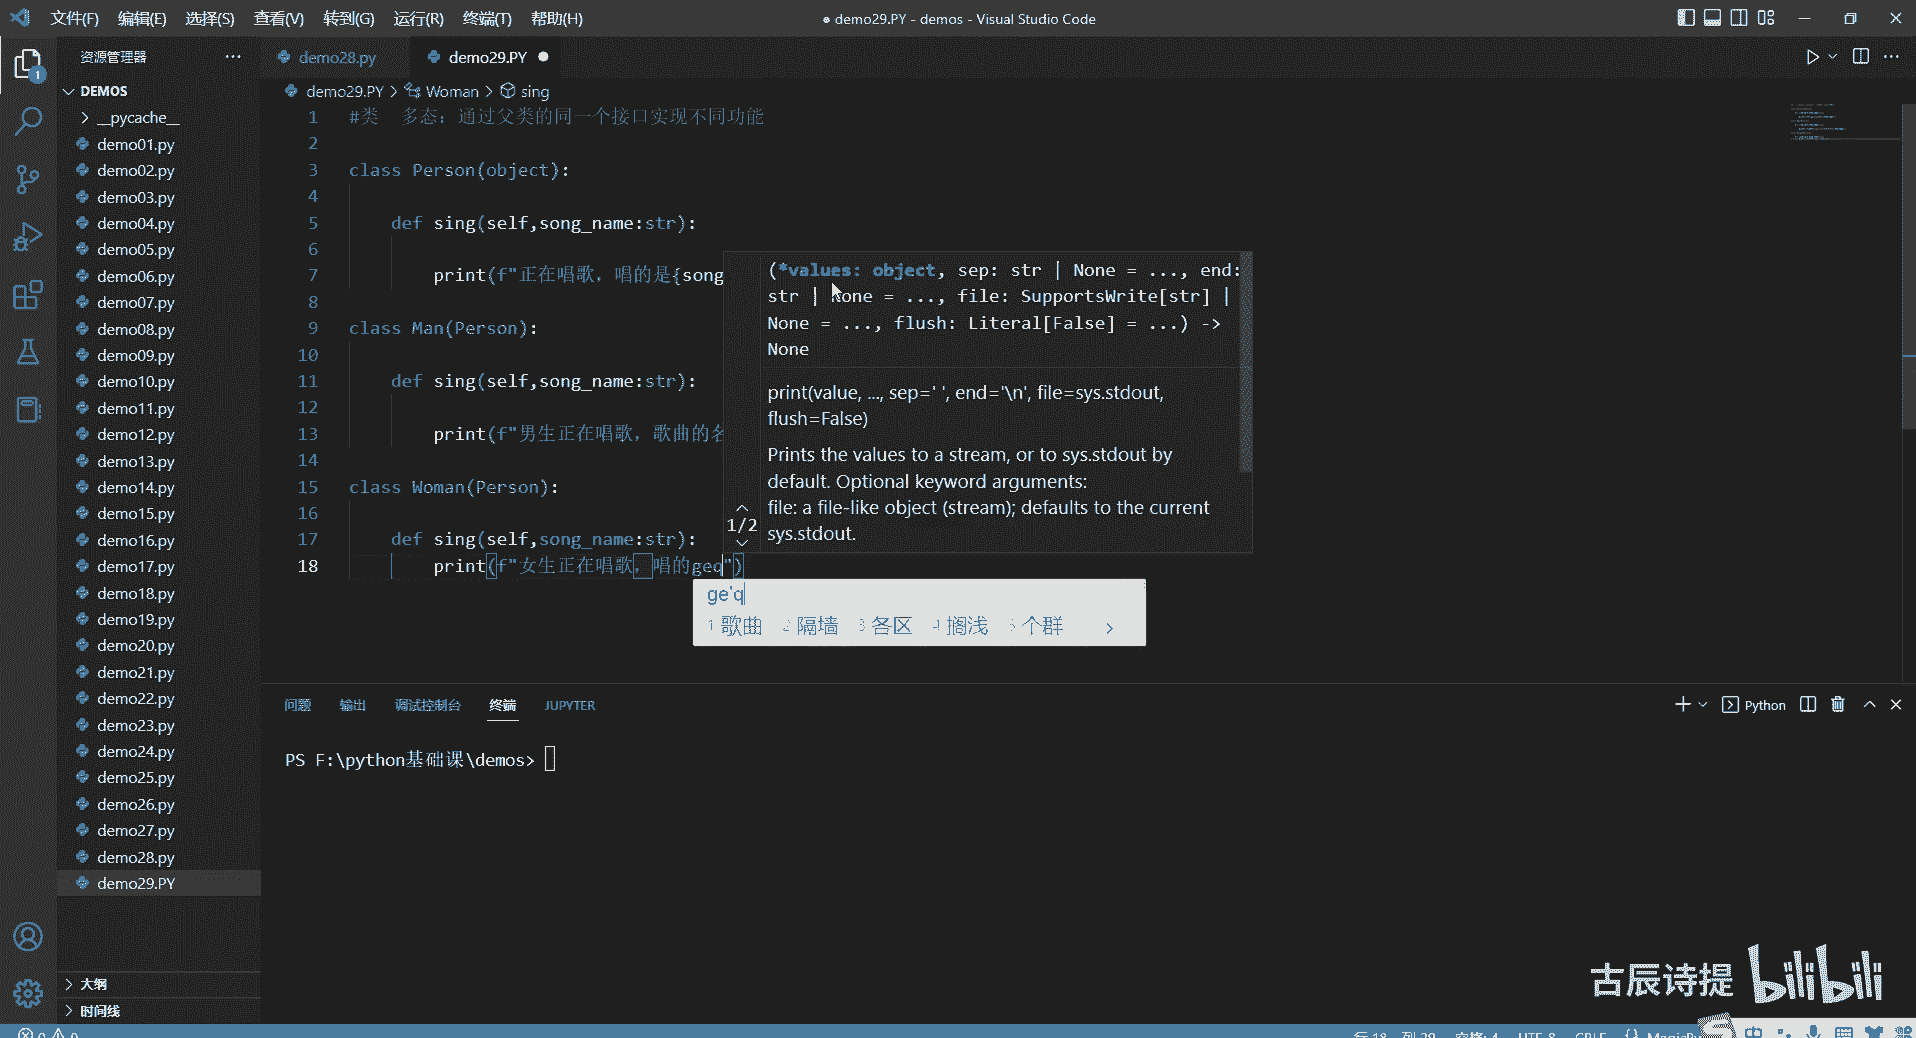 文件(F) 编辑(E) 选择(S) 查看(V) 转到(G) 运行(R) 终端(T) 帮助(H)
● demo29.PY - demos - Visual Studio Code
资源管理器
demo28.py
demo29.PY
1
DEMOS
demo29.PY > Woman > sing
__pycache__
demo01.py
demo02.py
demo03.py
demo04.py
demo05.py
demo06.py
demo07.py
demo08.py
demo09.py
demo10.py
demo11.py
demo12.py
demo13.py
demo14.py
demo15.py
demo16.py
demo17.py
demo18.py
demo19.py
demo20.py
demo21.py
demo22.py
demo23.py
demo24.py
demo25.py
demo26.py
demo27.py
demo28.py
demo29.PY
大纲
时间线
1 #类 多态：通过父类的同一个接口实现不同功能
2
3 class Person(object):
4
5 def sing(self,song_name:str):
6
7 print(f"正在唱歌，唱的是{song
8
9 class Man(Person):
10
11 def sing(self,song_name:str):
12
13 print(f"男生正在唱歌，歌曲的名
14
15 class Woman(Person):
16
17 def sing(self,song_name:str):
18 print(f"女生正在唱歌，唱的geq")
(*values: object, sep: str | None = ..., end:
str | None = ..., file: SupportsWrite[str] |
None = ..., flush: Literal[False] = ...) ->
None
print(value, ..., sep=' ', end='\n', file=sys.stdout,
flush=False)
Prints the values to a stream, or to sys.stdout by
default. Optional keyword arguments:
file: a file-like object (stream); defaults to the current
sys.stdout.
1/2
ge'q
1 歌曲 2 隔墙 3 各区 4 搁浅 5 个群
问题 输出 调试控制台 终端 JUPYTER
Python
PS F:\python基础课\demos>
古辰诗提 bilibili